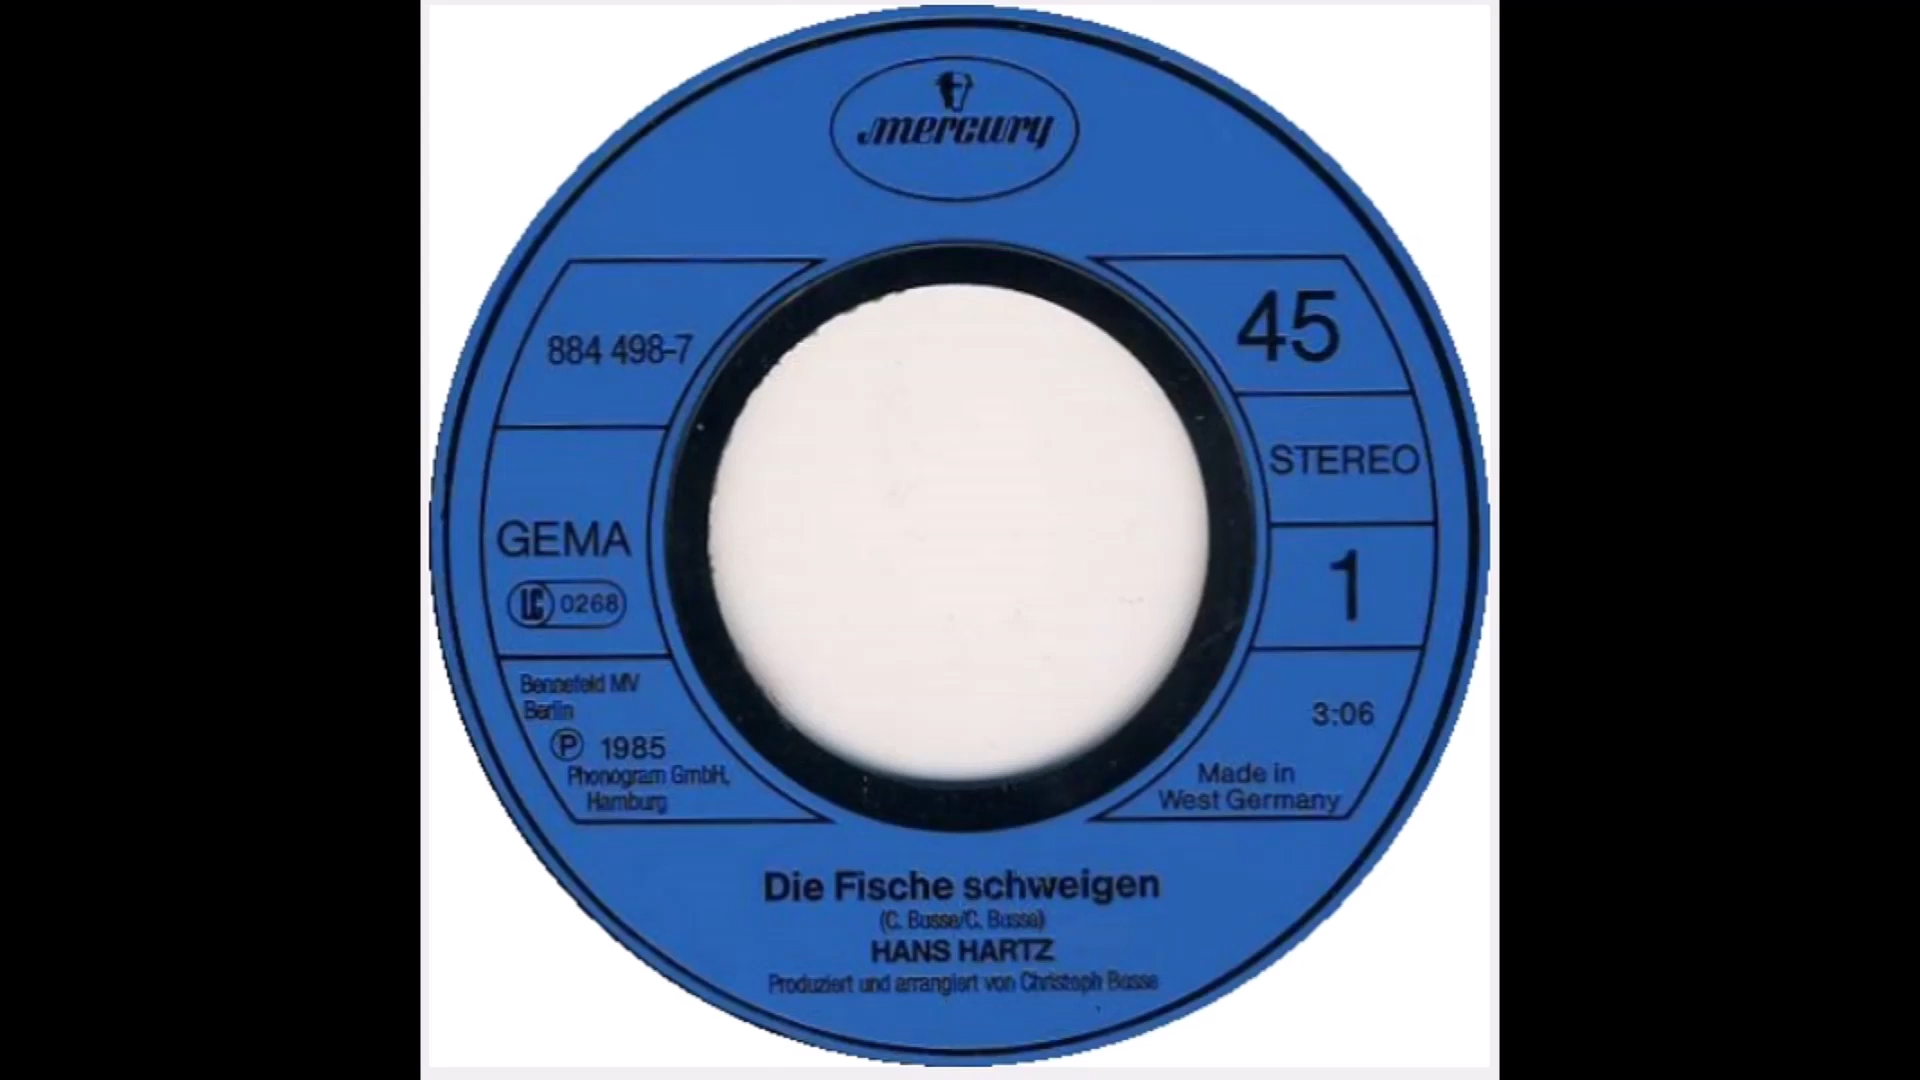 mercury
884 498-7
45
STEREO
GEMA
LC 0268
1
Bennefeld MV
Berlin
Ⓟ 1985
Phonogram GmbH,
Hamburg
3:06
Made in
West Germany
Die Fische schweigen
(C. Busse/C. Busse)
HANS HARTZ
Produziert und arrangiert von Christoph Busse